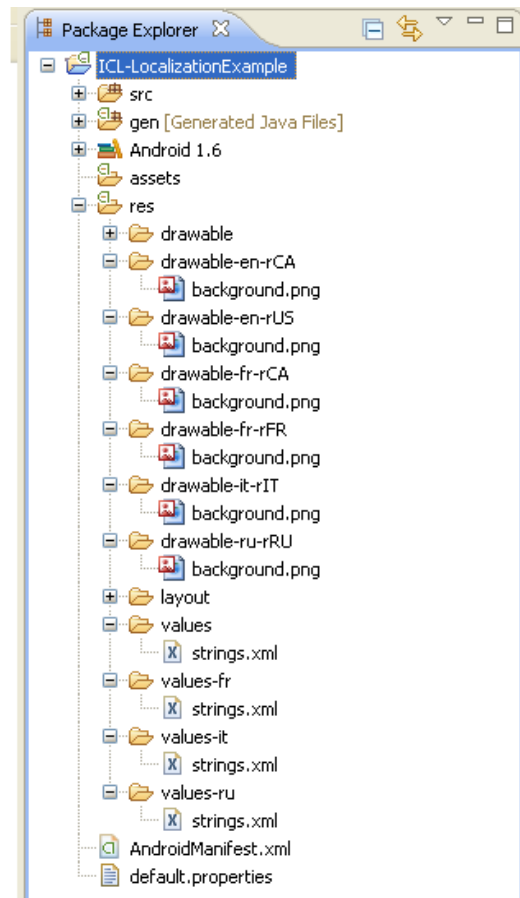 Package Explorer
ICL-LocalizationExample
src
gen [Generated Java Files]
Android 1.6
assets
res
drawable
drawable-en-rCA
background.png
drawable-en-rUS
background.png
drawable-fr-rCA
background.png
drawable-fr-rFR
background.png
drawable-it-rIT
background.png
drawable-ru-rRU
background.png
layout
values
strings.xml
values-fr
strings.xml
values-it
strings.xml
values-ru
strings.xml
AndroidManifest.xml
default.properties